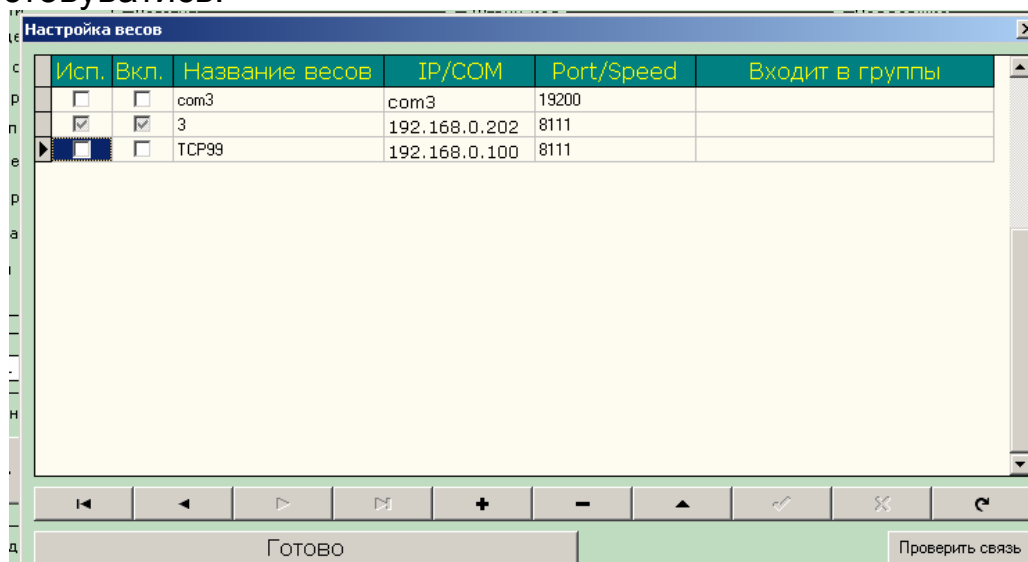 Настройка весов
Исп. Вкл. Название весов IP/COM Port/Speed Входит в группы
com3 com3 19200
3 192.168.0.202 8111
TCP99 192.168.0.100 8111
Готово
Проверить связь